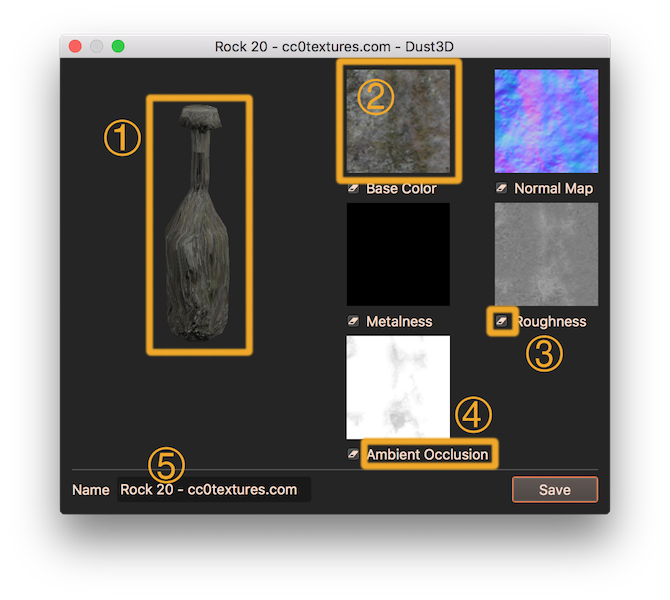 Rock 20 - cc0textures.com - Dust3D
①
②
Base Color
Normal Map
Metalness
Roughness
③
④
Ambient Occlusion
⑤
Name
Rock 20 - cc0textures.com
Save